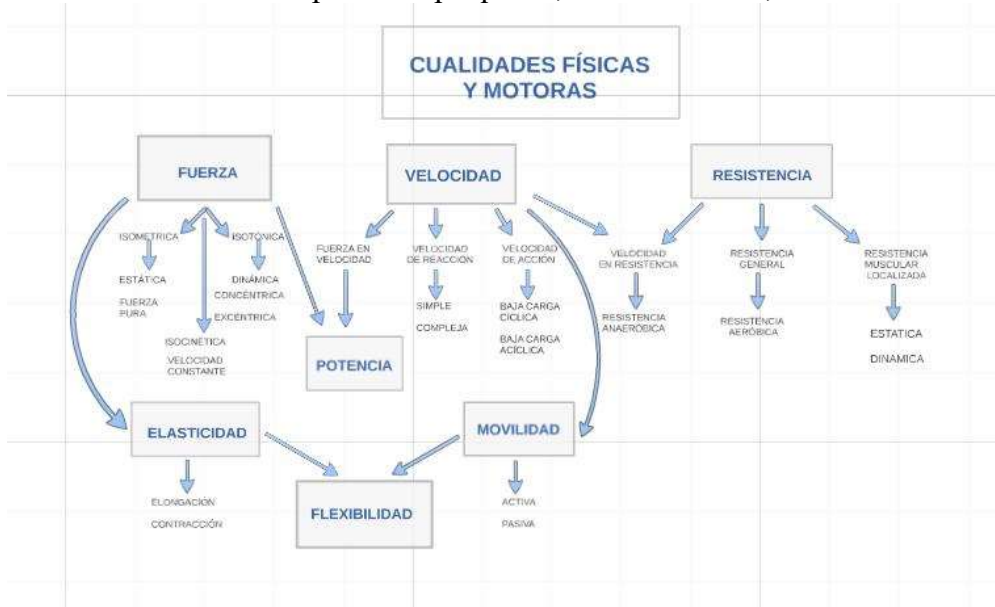 CUALIDADES FÍSICAS
Y MOTORAS
FUERZA
VELOCIDAD
RESISTENCIA
ISOMETRICA
ISOTÓNICA
ESTÁTICA
FUERZA
PURA
DINÁMICA
CONCÉNTRICA
EXCÉNTRICA
ISOCINÉTICA
VELOCIDAD
CONSTANTE
FUERZA EN
VELOCIDAD
VELOCIDAD
DE REACCIÓN
VELOCIDAD
DE ACCIÓN
SIMPLE
COMPLEJA
BAJA CARGA
CÍCLICA
BAJA CARGA
ACÍCLICA
VELOCIDAD
EN RESISTENCIA
RESISTENCIA
GENERAL
RESISTENCIA
MUSCULAR
LOCALIZADA
RESISTENCIA
ANAERÓBICA
RESISTENCIA
AERÓBICA
ESTATICA
DINAMICA
POTENCIA
ELASTICIDAD
MOVILIDAD
ELONGACIÓN
CONTRACCIÓN
FLEXIBILIDAD
ACTIVA
PASIVA